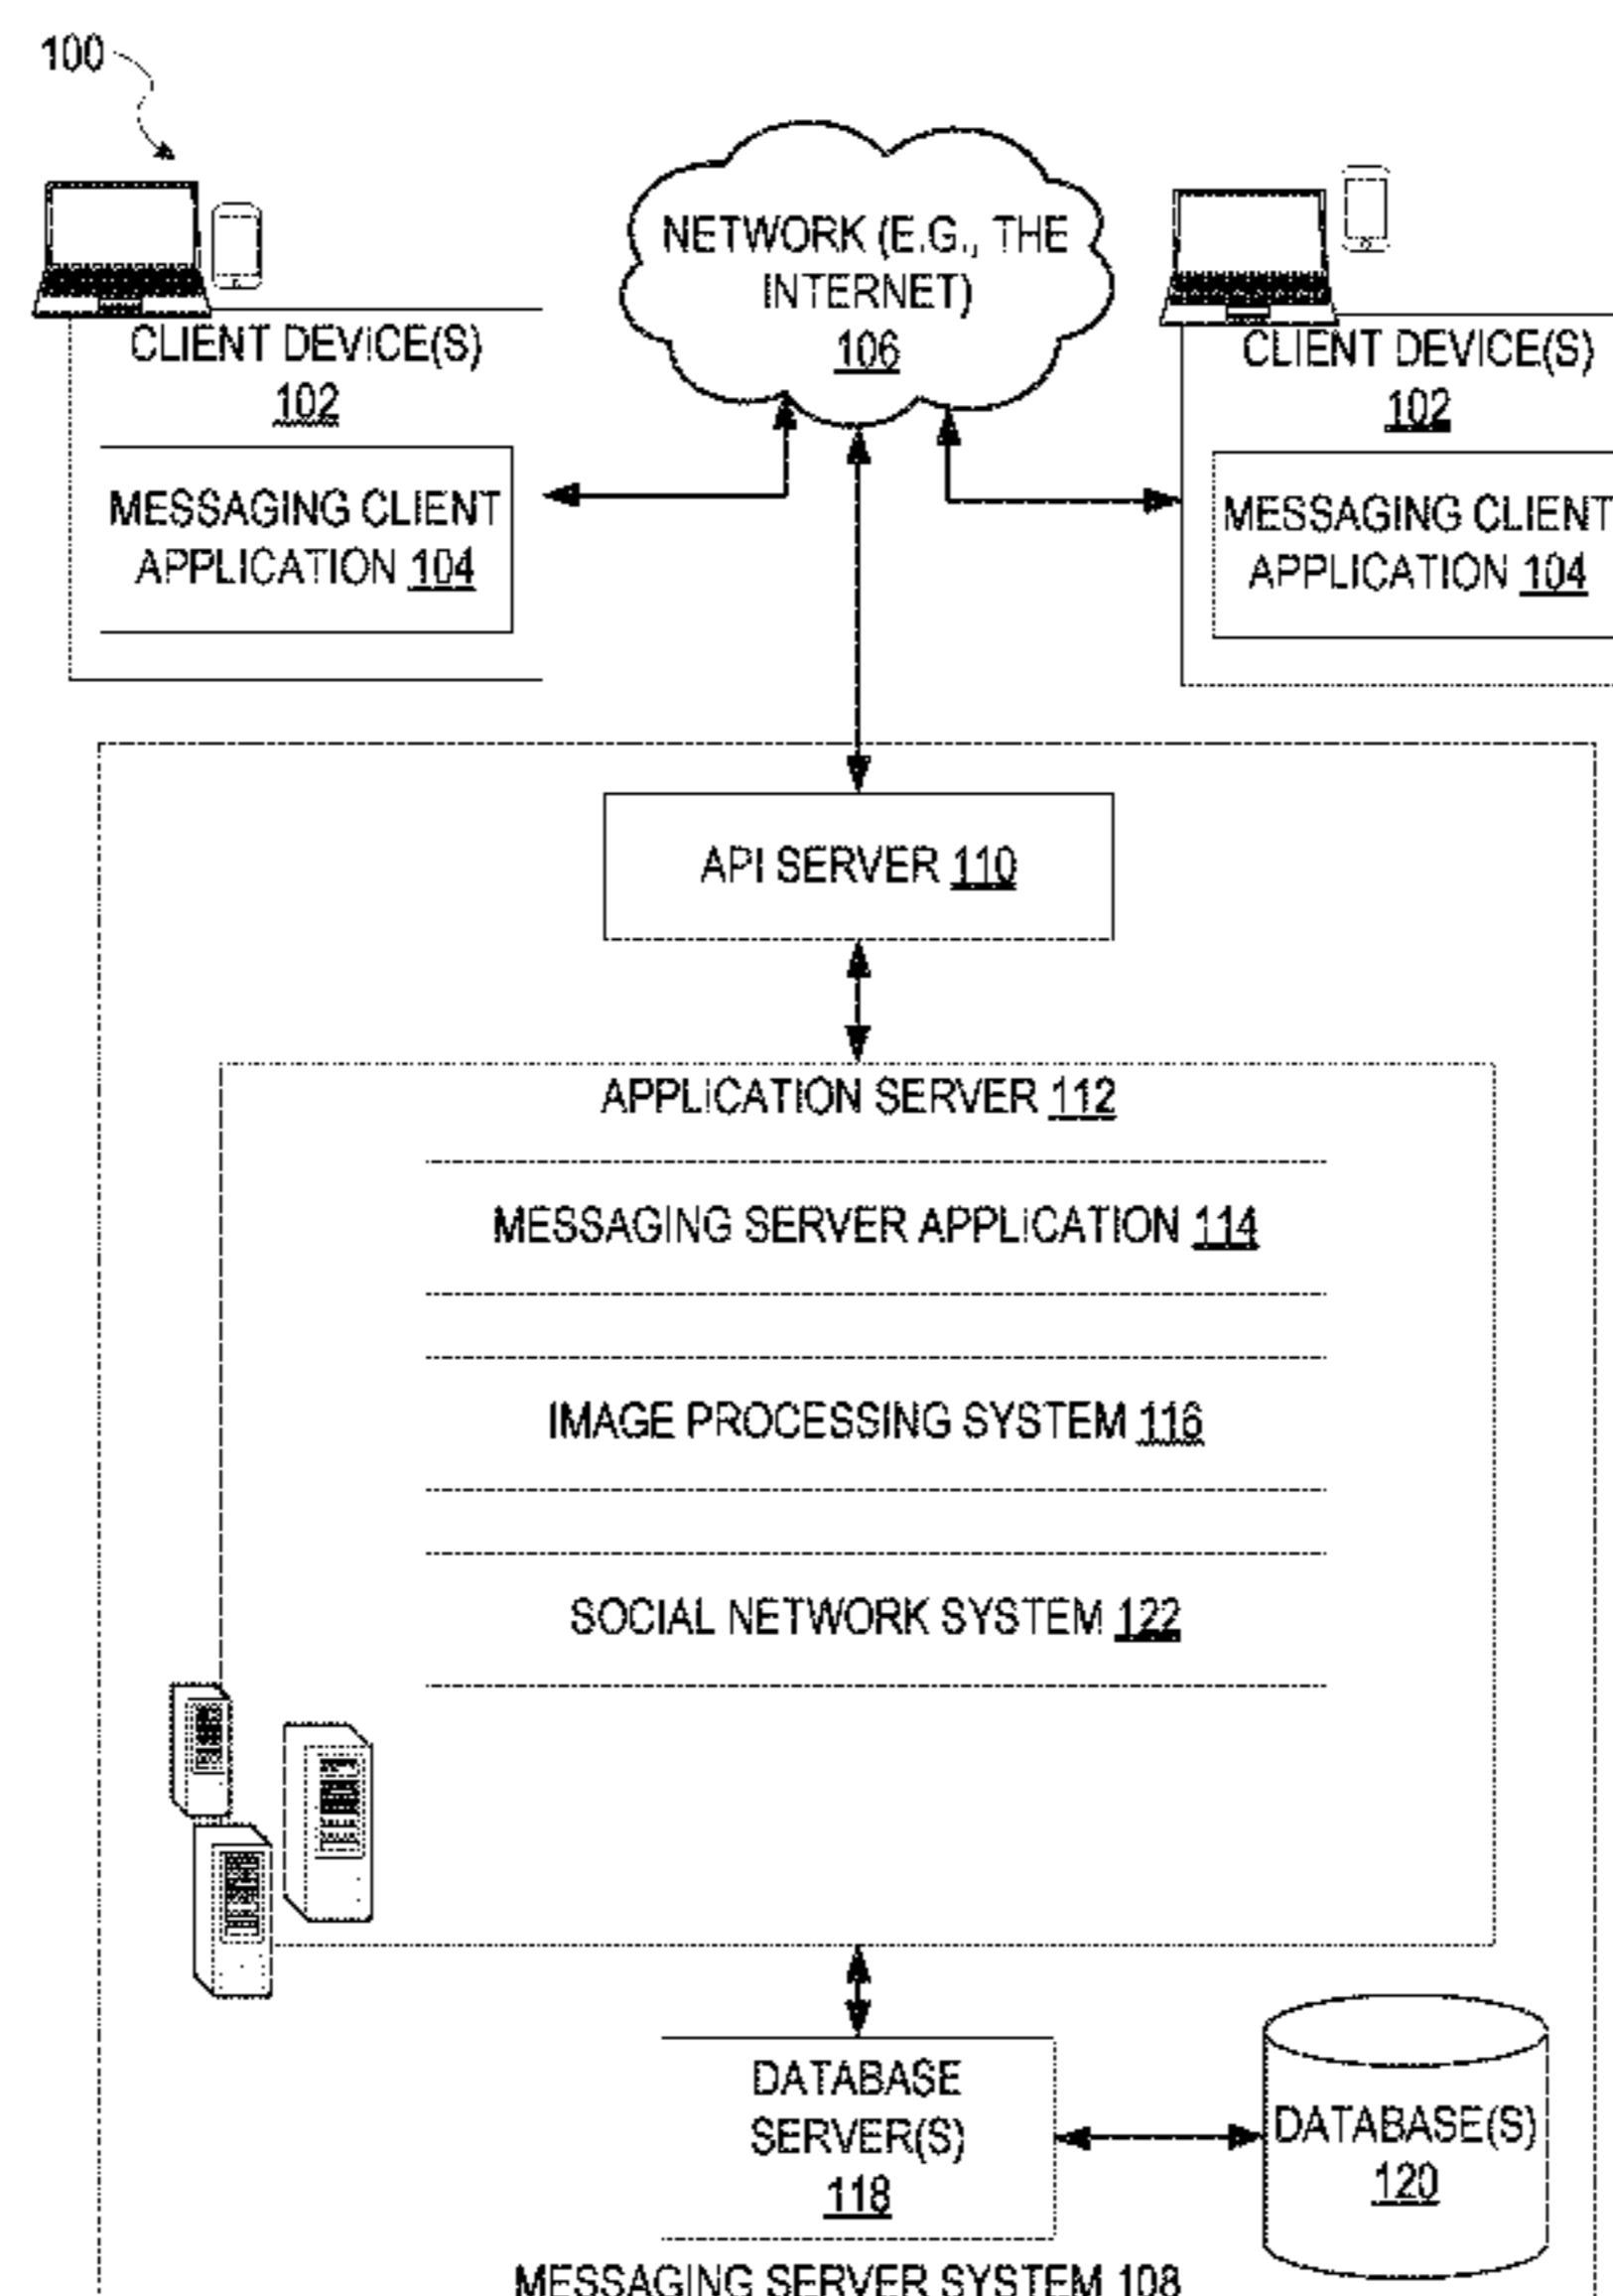 100
NETWORK (E.G., THE
INTERNET)
106
CLIENT DEVICE(S)
102
MESSAGING CLIENT
APPLICATION 104
CLIENT DEVICE(S)
102
MESSAGING CLIENT
APPLICATION 104
API SERVER 110
APPLICATION SERVER 112
MESSAGING SERVER APPLICATION 114
IMAGE PROCESSING SYSTEM 116
SOCIAL NETWORK SYSTEM 122
DATABASE
SERVER(S)
118
DATABASE(S)
120
MESSAGING SERVER SYSTEM 108